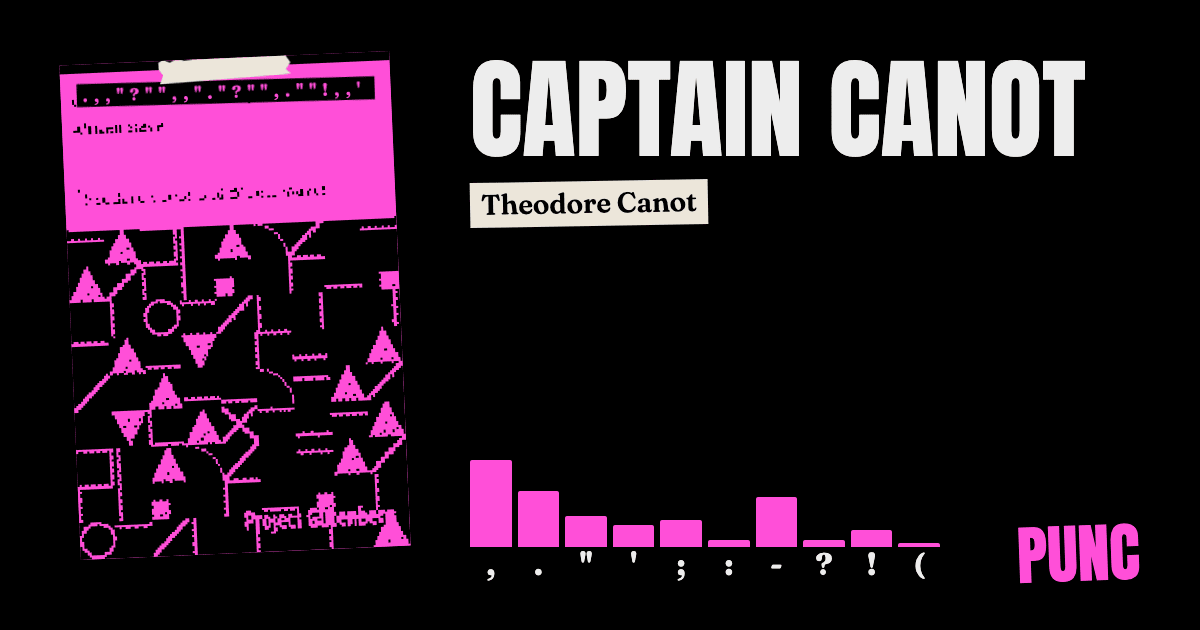 .,,"?"",,"."?"",.""!,,'
CAPTAIN CANOT
Theodore Canot
Project Gutenberg
, . " ' ; : - ? ! (
PUNC